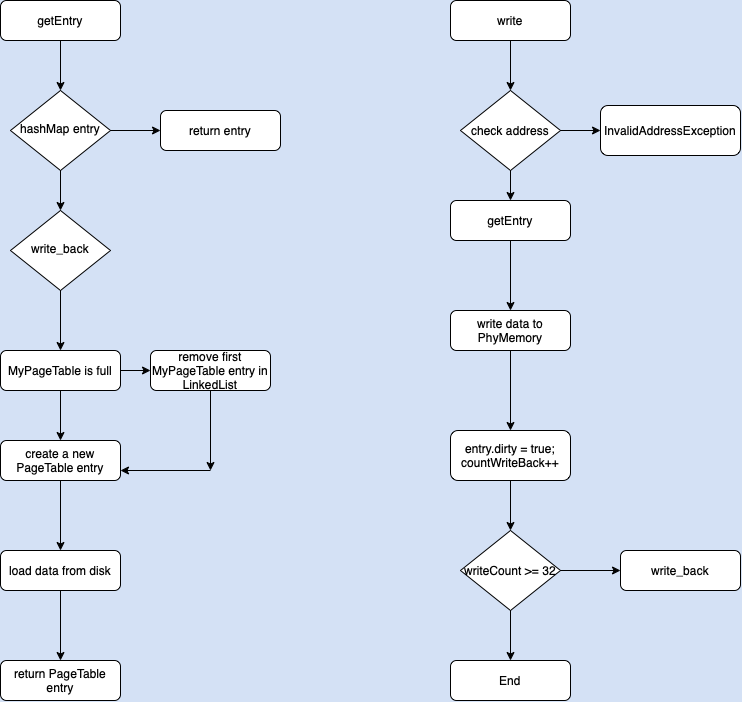 getEntry
hashMap entry
return entry
write_back
MyPageTable is full
remove first
MyPageTable entry in
LinkedList
create a new
PageTable entry
load data from disk
return PageTable
entry
write
check address
InvalidAddressException
getEntry
write data to
PhyMemory
entry.dirty = true;
countWriteBack++
writeCount >= 32
write_back
End